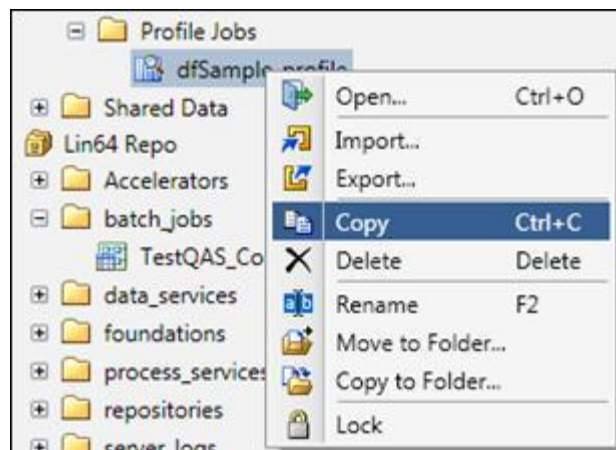 Profile Jobs
dfSample_profile
Shared Data
Lin64 Repo
Accelerators
batch_jobs
TestQAS_Co
data_services
foundations
process_services
repositories
server_logs
Open... Ctrl+O
Import...
Export...
Copy Ctrl+C
Delete Delete
Rename F2
Move to Folder...
Copy to Folder...
Lock